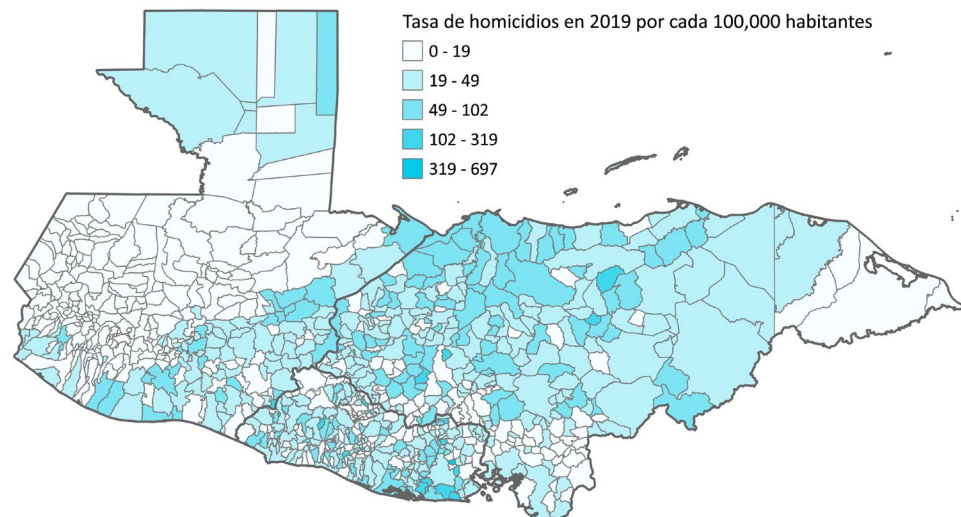 Tasa de homicidios en 2019 por cada 100,000 habitantes
0 - 19
19 - 49
49 - 102
102 - 319
319 - 697